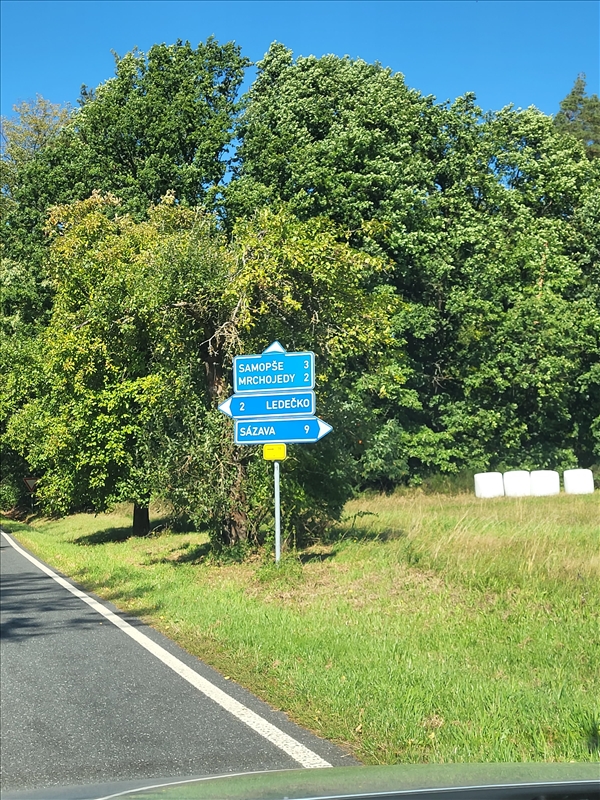 SAMOPŠE 3
MRCHOJEDY 2
2 LEDEČKO
SÁZAVA 9